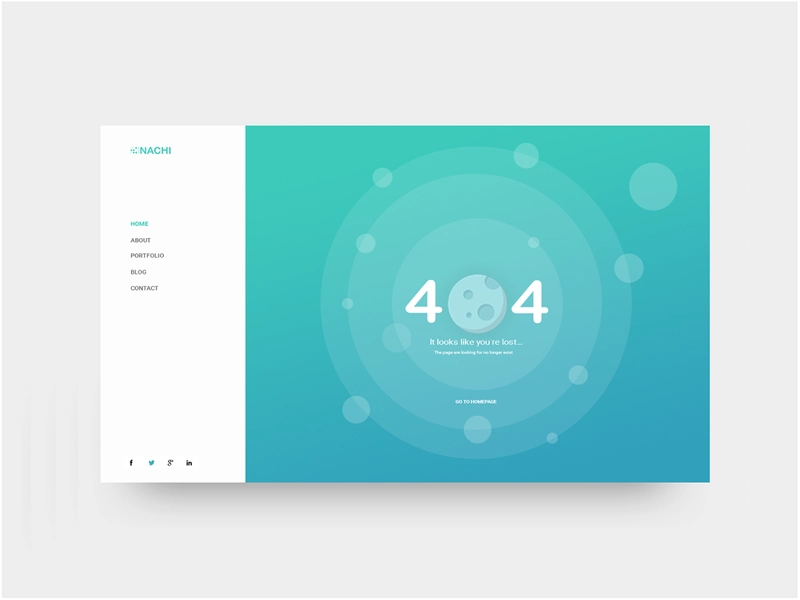 NACHI
HOME
ABOUT
PORTFOLIO
BLOG
CONTACT
4 4
It looks like you're lost...
The page are looking for no longer exist
GO TO HOMEPAGE
f
g+
in